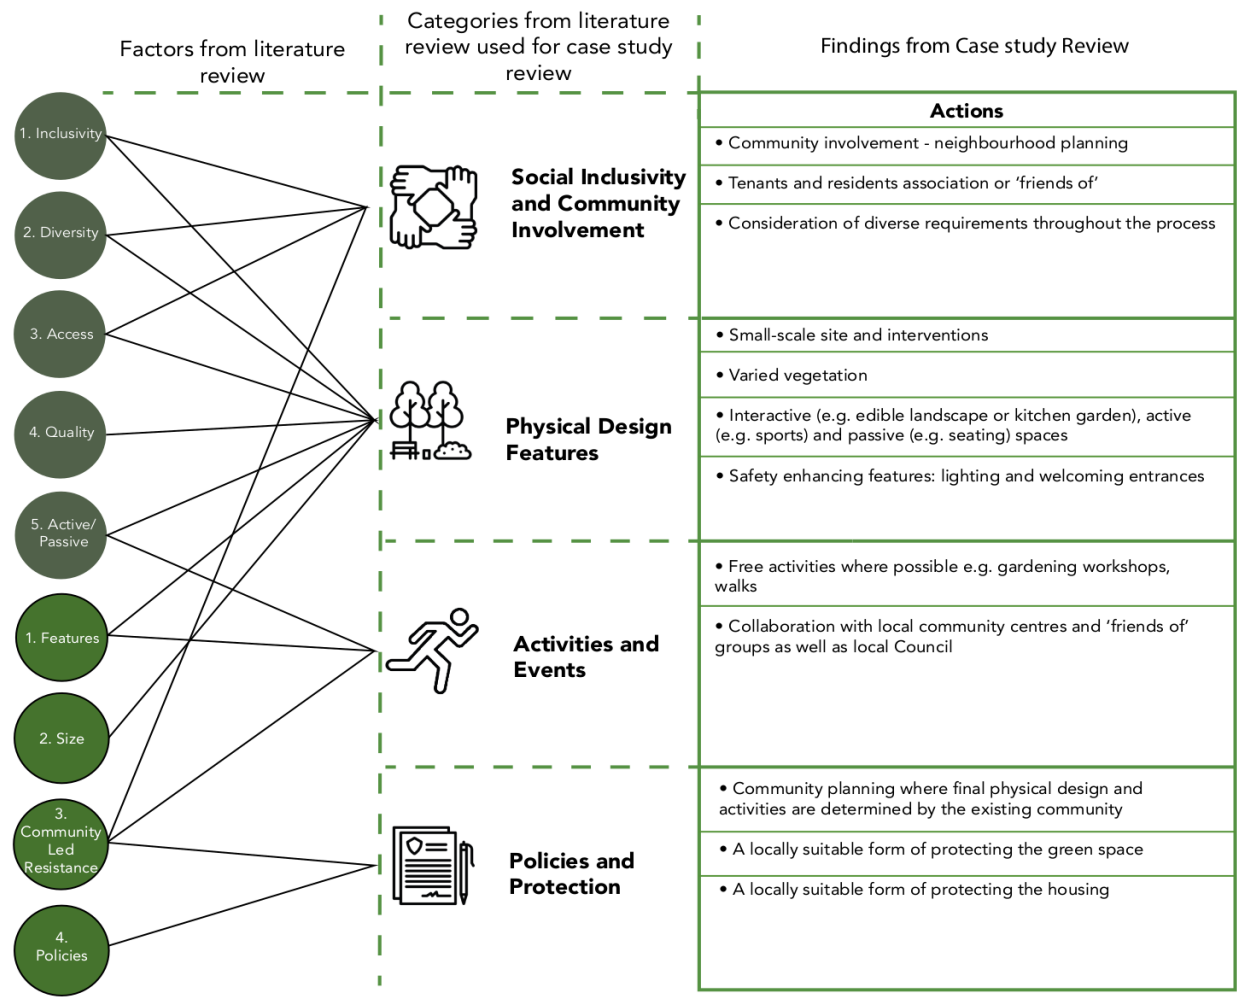 Factors from literature
review
Categories from literature
review used for case study
review
Findings from Case study Review
1. Inclusivity
2. Diversity
3. Access
4. Quality
5. Active/
Passive
1. Features
2. Size
3.
Community
Led
Resistance
4.
Policies
Social Inclusivity
and Community
Involvement
Physical Design
Features
Activities and
Events
Policies and
Protection
Actions
• Community involvement - neighbourhood planning
• Tenants and residents association or ‘friends of’
• Consideration of diverse requirements throughout the process
• Small-scale site and interventions
• Varied vegetation
• Interactive (e.g. edible landscape or kitchen garden), active
(e.g. sports) and passive (e.g. seating) spaces
• Safety enhancing features: lighting and welcoming entrances
• Free activities where possible e.g. gardening workshops,
walks
• Collaboration with local community centres and ‘friends of’
groups as well as local Council
• Community planning where final physical design and
activities are determined by the existing community
• A locally suitable form of protecting the green space
• A locally suitable form of protecting the housing